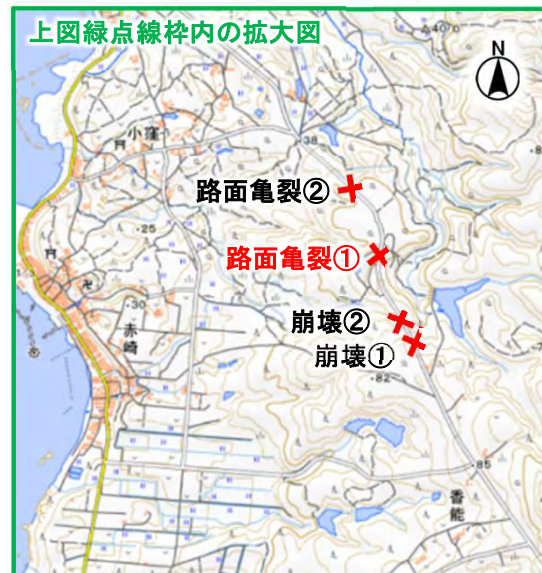 上図緑点線枠内の拡大図
N
小窪
・38
路面亀裂②
・25
路面亀裂①
・30
崩壊②
赤崎
崩壊①
・82
・85
香能